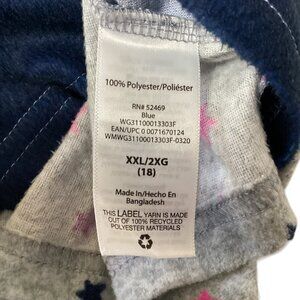 100% Polyester/Poliéster
RN# 52469
Blue
WG31100013303F
EAN/UPC 0 0071670124
WMWG31100013303F-0320
XXL/2XG
(18)
Made In/Hecho En
Bangladesh
THIS LABEL YARN IS MADE
OUT OF 100% RECYCLED
POLYESTER MATERIALS